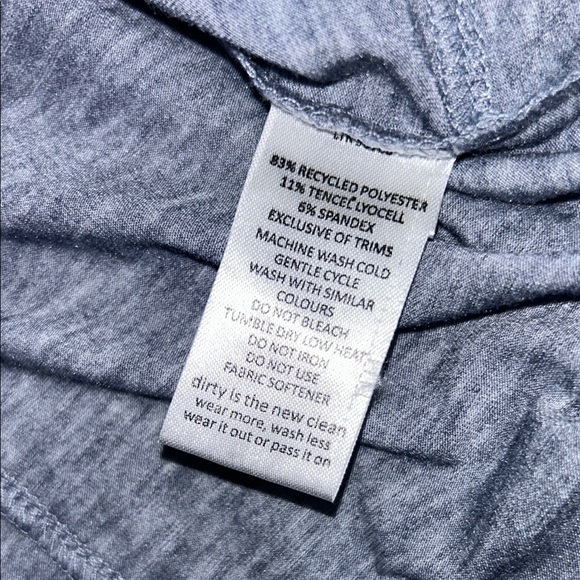 83% RECYCLED POLYESTER
11% TENCEL LYOCELL
6% SPANDEX
EXCLUSIVE OF TRIMS
MACHINE WASH COLD
GENTLE CYCLE
WASH WITH SIMILAR
COLOURS
DO NOT BLEACH
TUMBLE DRY LOW HEAT
DO NOT IRON
DO NOT USE
FABRIC SOFTENER
dirty is the new clean
wear more, wash less
wear it out or pass it on